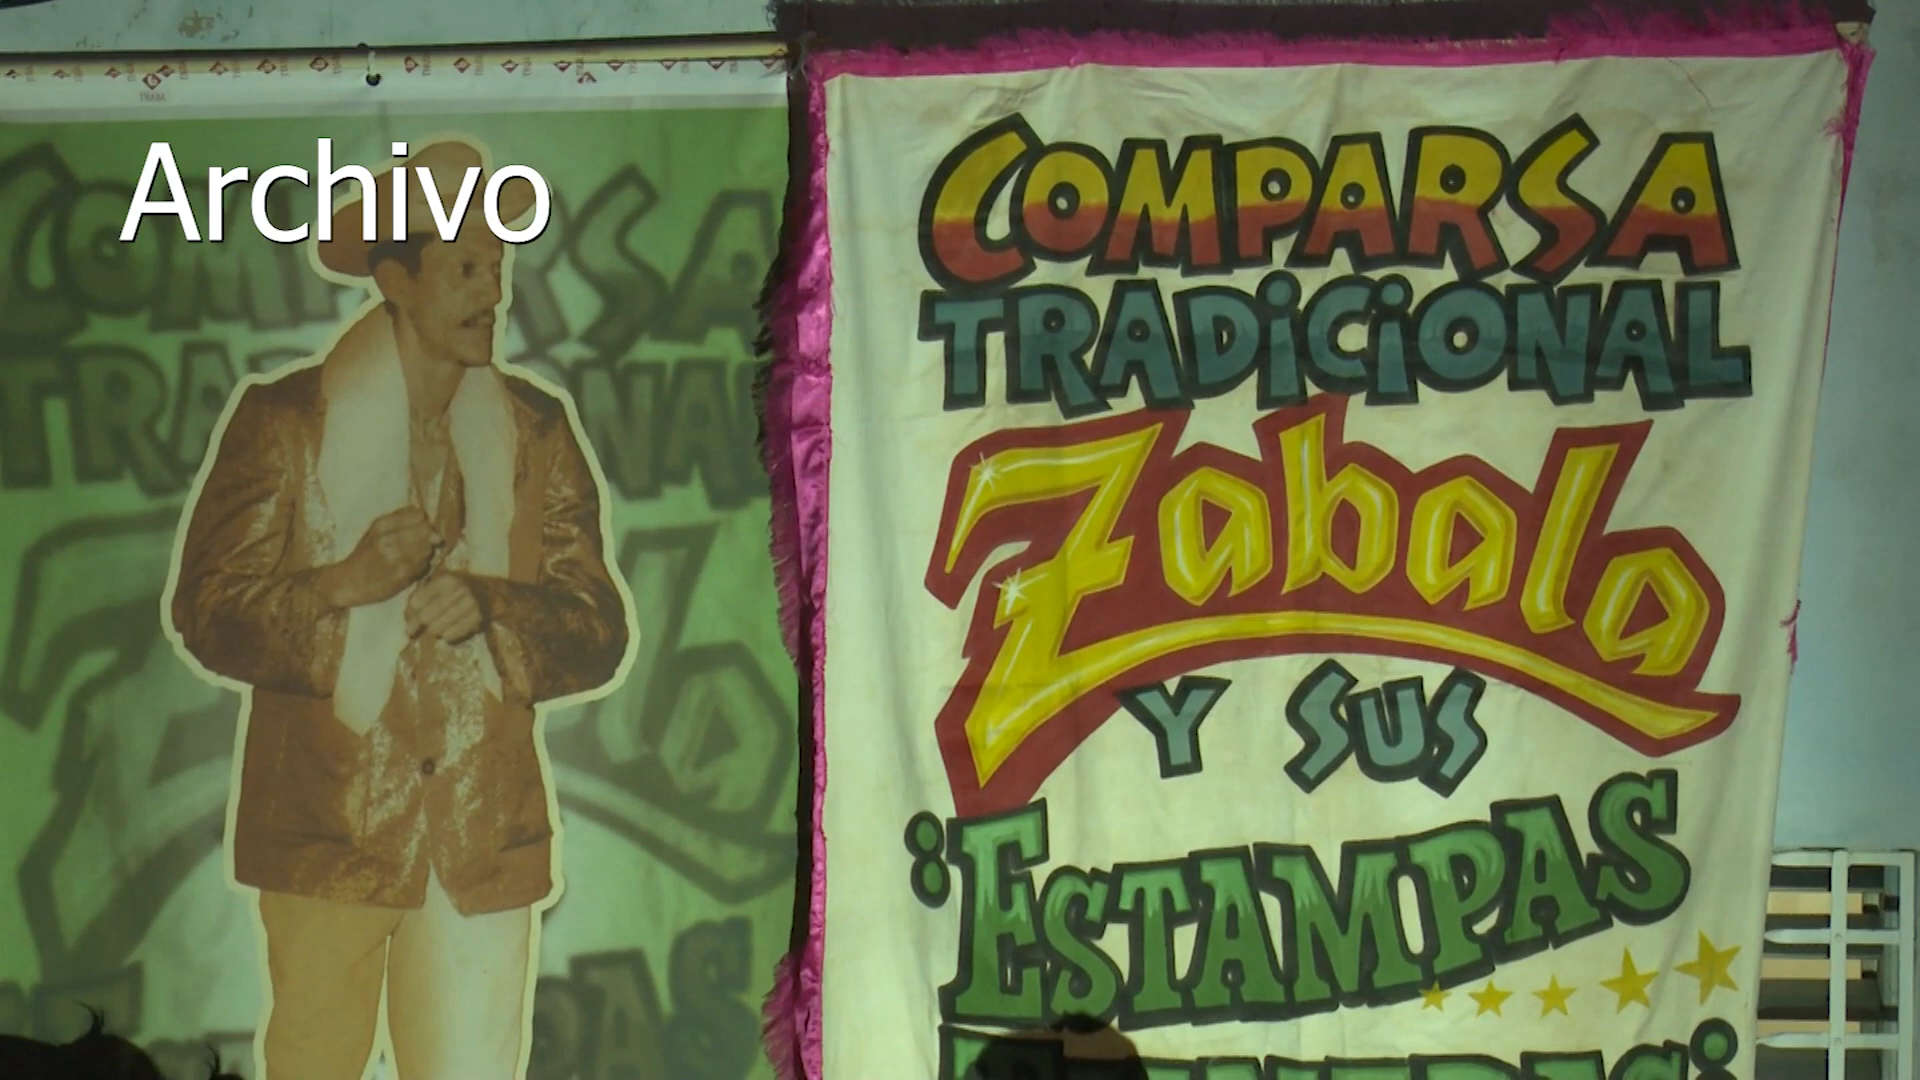 Archivo
COMPARSA
TRADiCiONAL
Zabala
Y SUS
ESTAMPAS